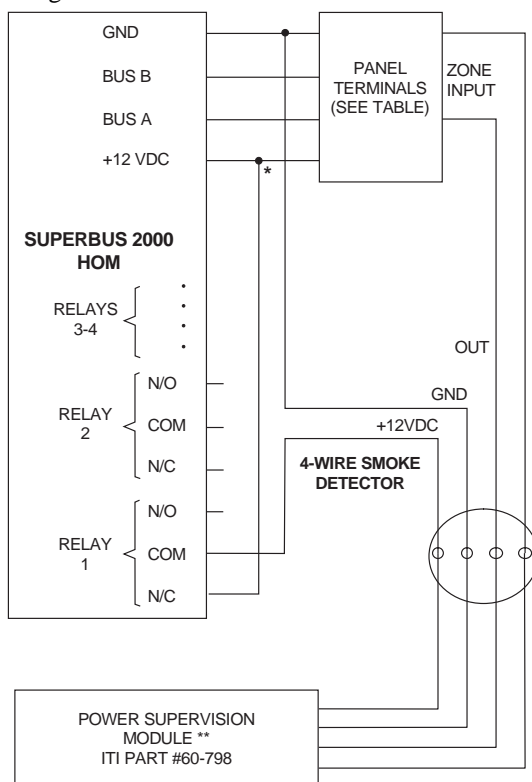 GND
BUS B
BUS A
+12 VDC
*
PANEL
TERMINALS
(SEE TABLE)
ZONE
INPUT
SUPERBUS 2000
HOM
RELAYS
3-4
OUT
GND
+12VDC
4-WIRE SMOKE
DETECTOR
N/O
RELAY
2
COM
N/C
N/O
RELAY
1
COM
N/C
POWER SUPERVISION
MODULE **
ITI PART #60-798